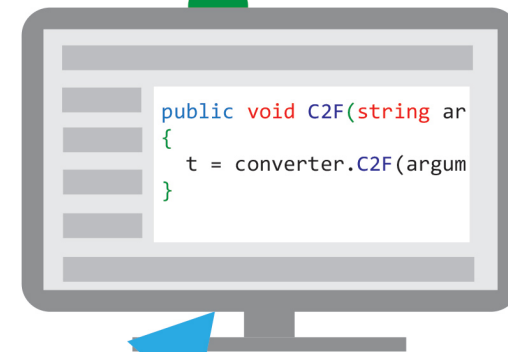 public void C2F(string ar
{
t = converter.C2F(argum
}